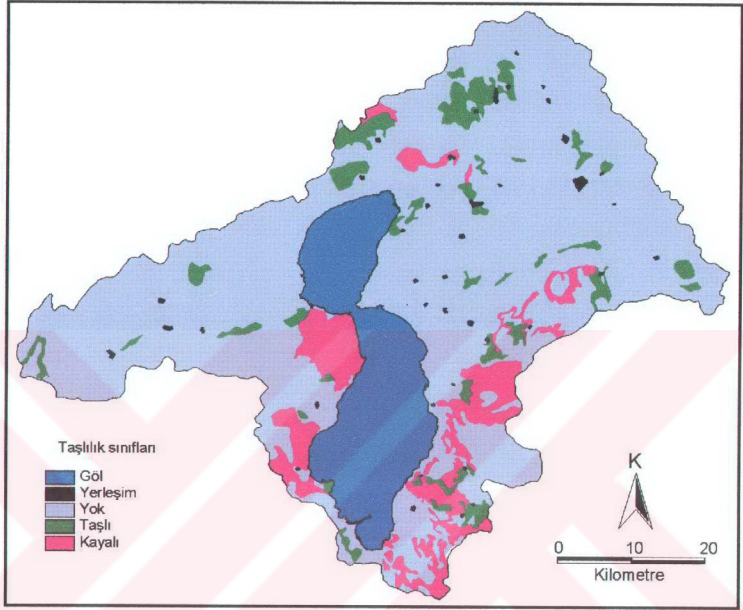 Taşlılık sınıfları
Göl
Yerleşim
Yok
Taşlı
Kayalı
K
0 10 20
Kilometre